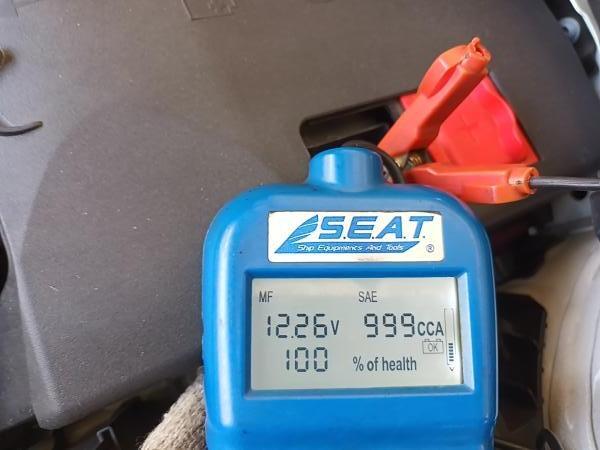 S.E.A.T.
Ship Equipments And Tools
®
MF SAE
12.26V 999CCA
OK
100 % of health